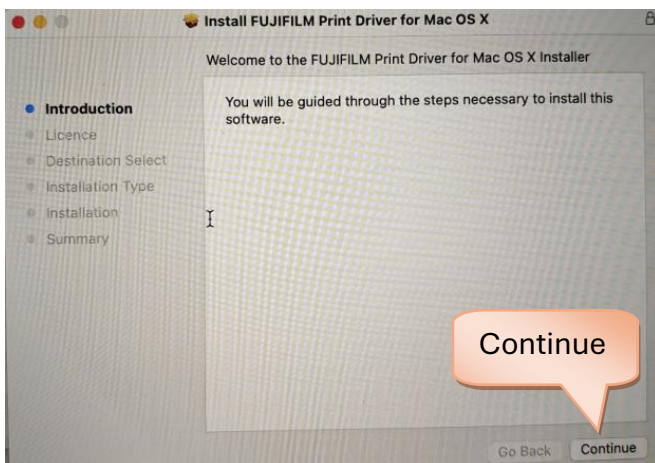 Install FUJIFILM Print Driver for Mac OS X
Welcome to the FUJIFILM Print Driver for Mac OS X Installer
Introduction
Licence
Destination Select
Installation Type
Installation
Summary
You will be guided through the steps necessary to install this
software.
Continue
Go Back
Continue